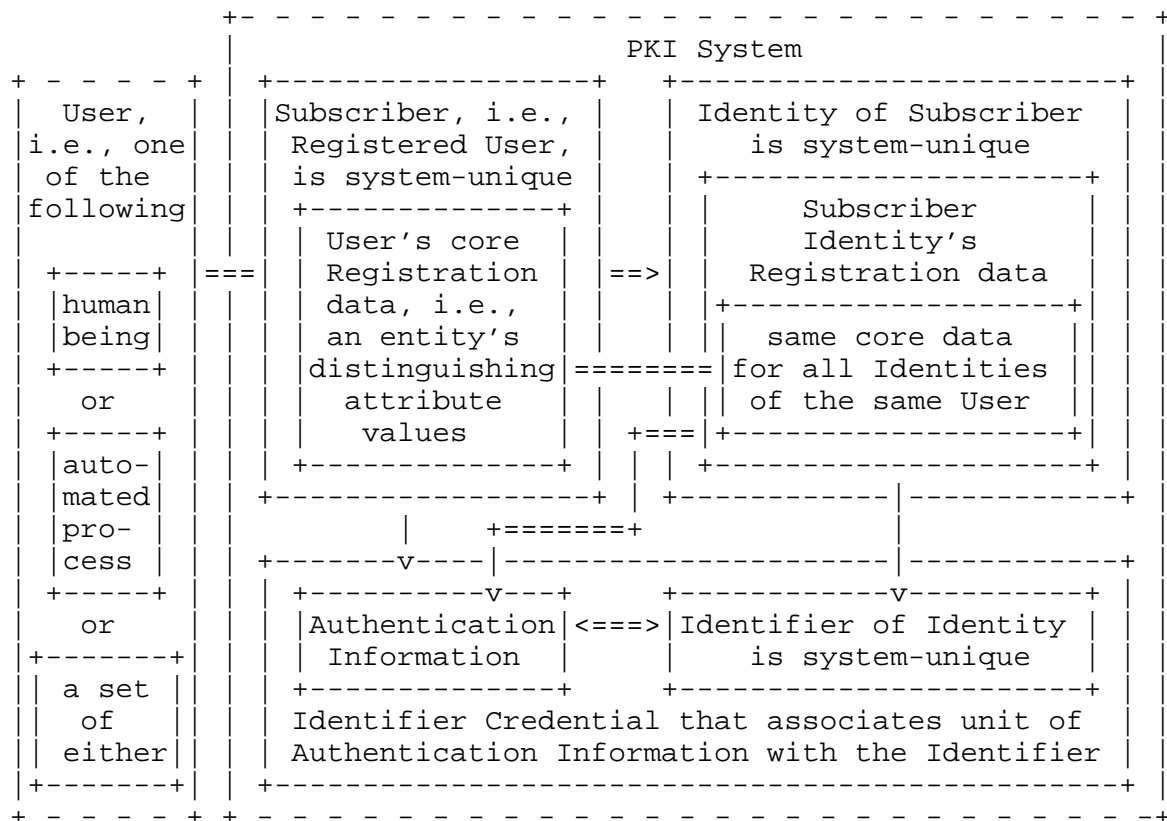 PKI System
User,
i.e., one
of the
following
human
being
or
auto-
mated
pro-
cess
or
a set
of
either
Subscriber, i.e.,
Registered User,
is system-unique
User's core
Registration
data, i.e.,
an entity's
distinguishing
attribute
values
Identity of Subscriber
is system-unique
Subscriber
Identity's
Registration data
same core data
for all Identities
of the same User
Authentication
Information
Identifier of Identity
is system-unique
Identifier Credential that associates unit of
Authentication Information with the Identifier